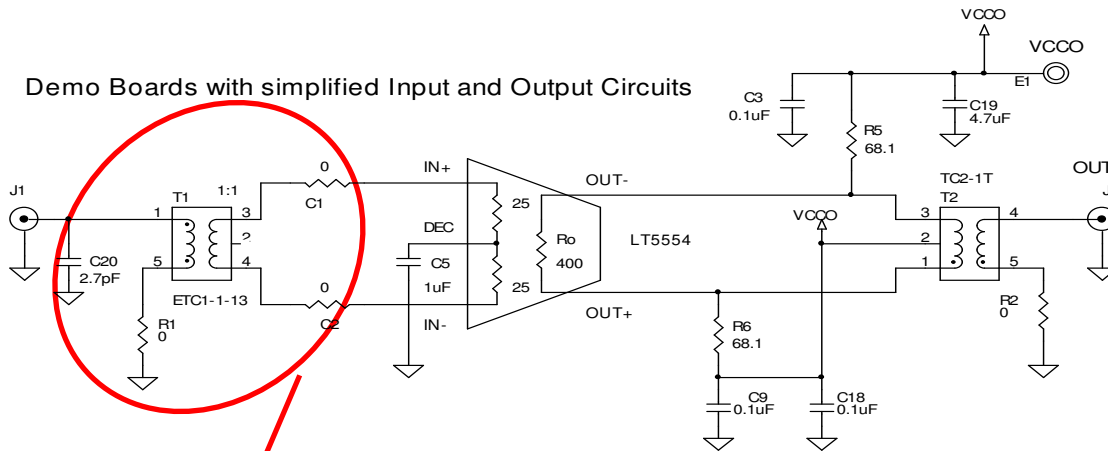 VCCO
VCCO
E1
Demo Boards with simplified Input and Output Circuits
C3
0.1uF
C19
4.7uF
R5
68.1
J1
T1
1:1
0
C1
IN+
OUT-
TC2-1T
T2
OUT
J
1
3
2
5
4
C20
2.7pF
ETC1-1-13
R1
0
0
C2
DEC
C5
1uF
IN-
25
25
Ro
400
LT5554
OUT+
VCCO
3
2
1
4
5
R2
0
R6
68.1
C9
0.1uF
C18
0.1uF